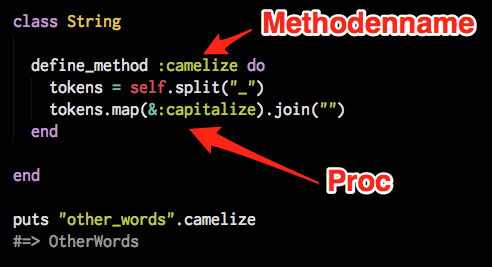 class String
Methodenname
define_method :camelize do
tokens = self.split("_")
tokens.map(&:capitalize).join("")
end
Proc
end
puts "other_words".camelize
#=> OtherWords